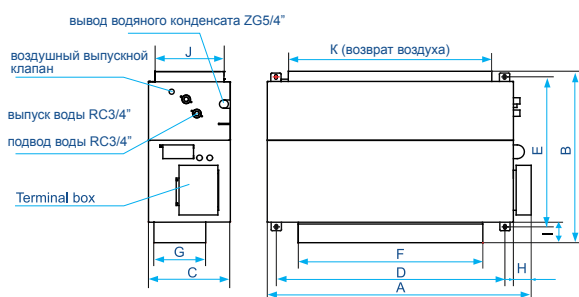 вывод водяного конденсата ZG5/4"
J
K (возврат воздуха)
воздушный выпускной
клапан
выпуск воды RC3/4"
подвод воды RC3/4"
Terminal box
E
B
I
G
C
F
D
H
A